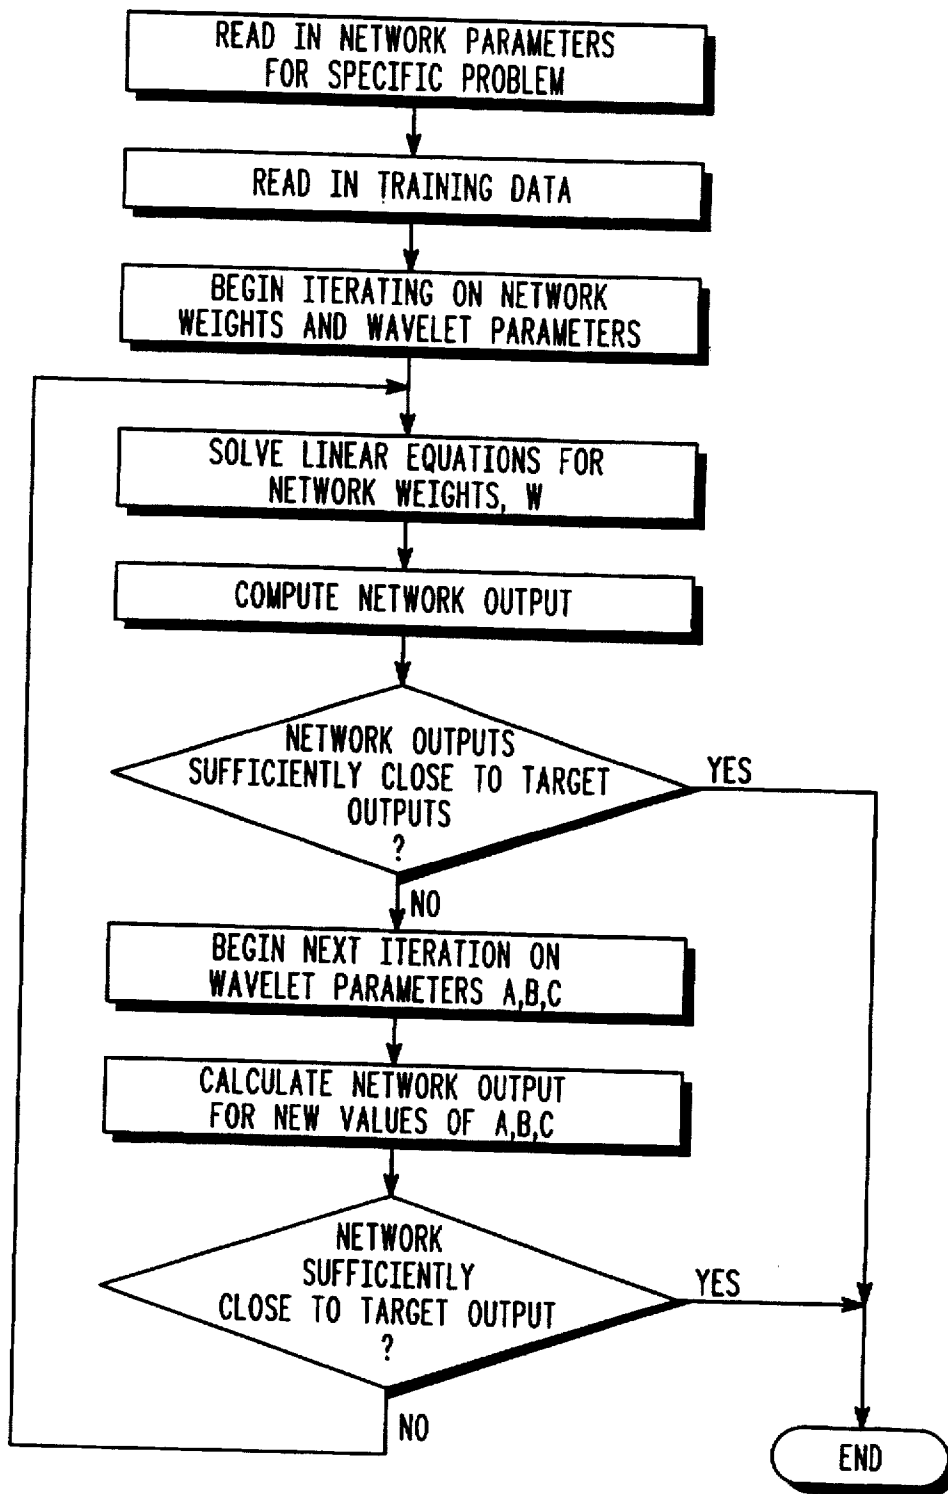 READ IN NETWORK PARAMETERS
FOR SPECIFIC PROBLEM
READ IN TRAINING DATA
BEGIN ITERATING ON NETWORK
WEIGHTS AND WAVELET PARAMETERS
SOLVE LINEAR EQUATIONS FOR
NETWORK WEIGHTS, W
COMPUTE NETWORK OUTPUT
NETWORK OUTPUTS
SUFFICIENTLY CLOSE TO TARGET
OUTPUTS
?
YES
NO
BEGIN NEXT ITERATION ON
WAVELET PARAMETERS A,B,C
CALCULATE NETWORK OUTPUT
FOR NEW VALUES OF A,B,C
NETWORK
SUFFICIENTLY
CLOSE TO TARGET OUTPUT
?
YES
NO
END